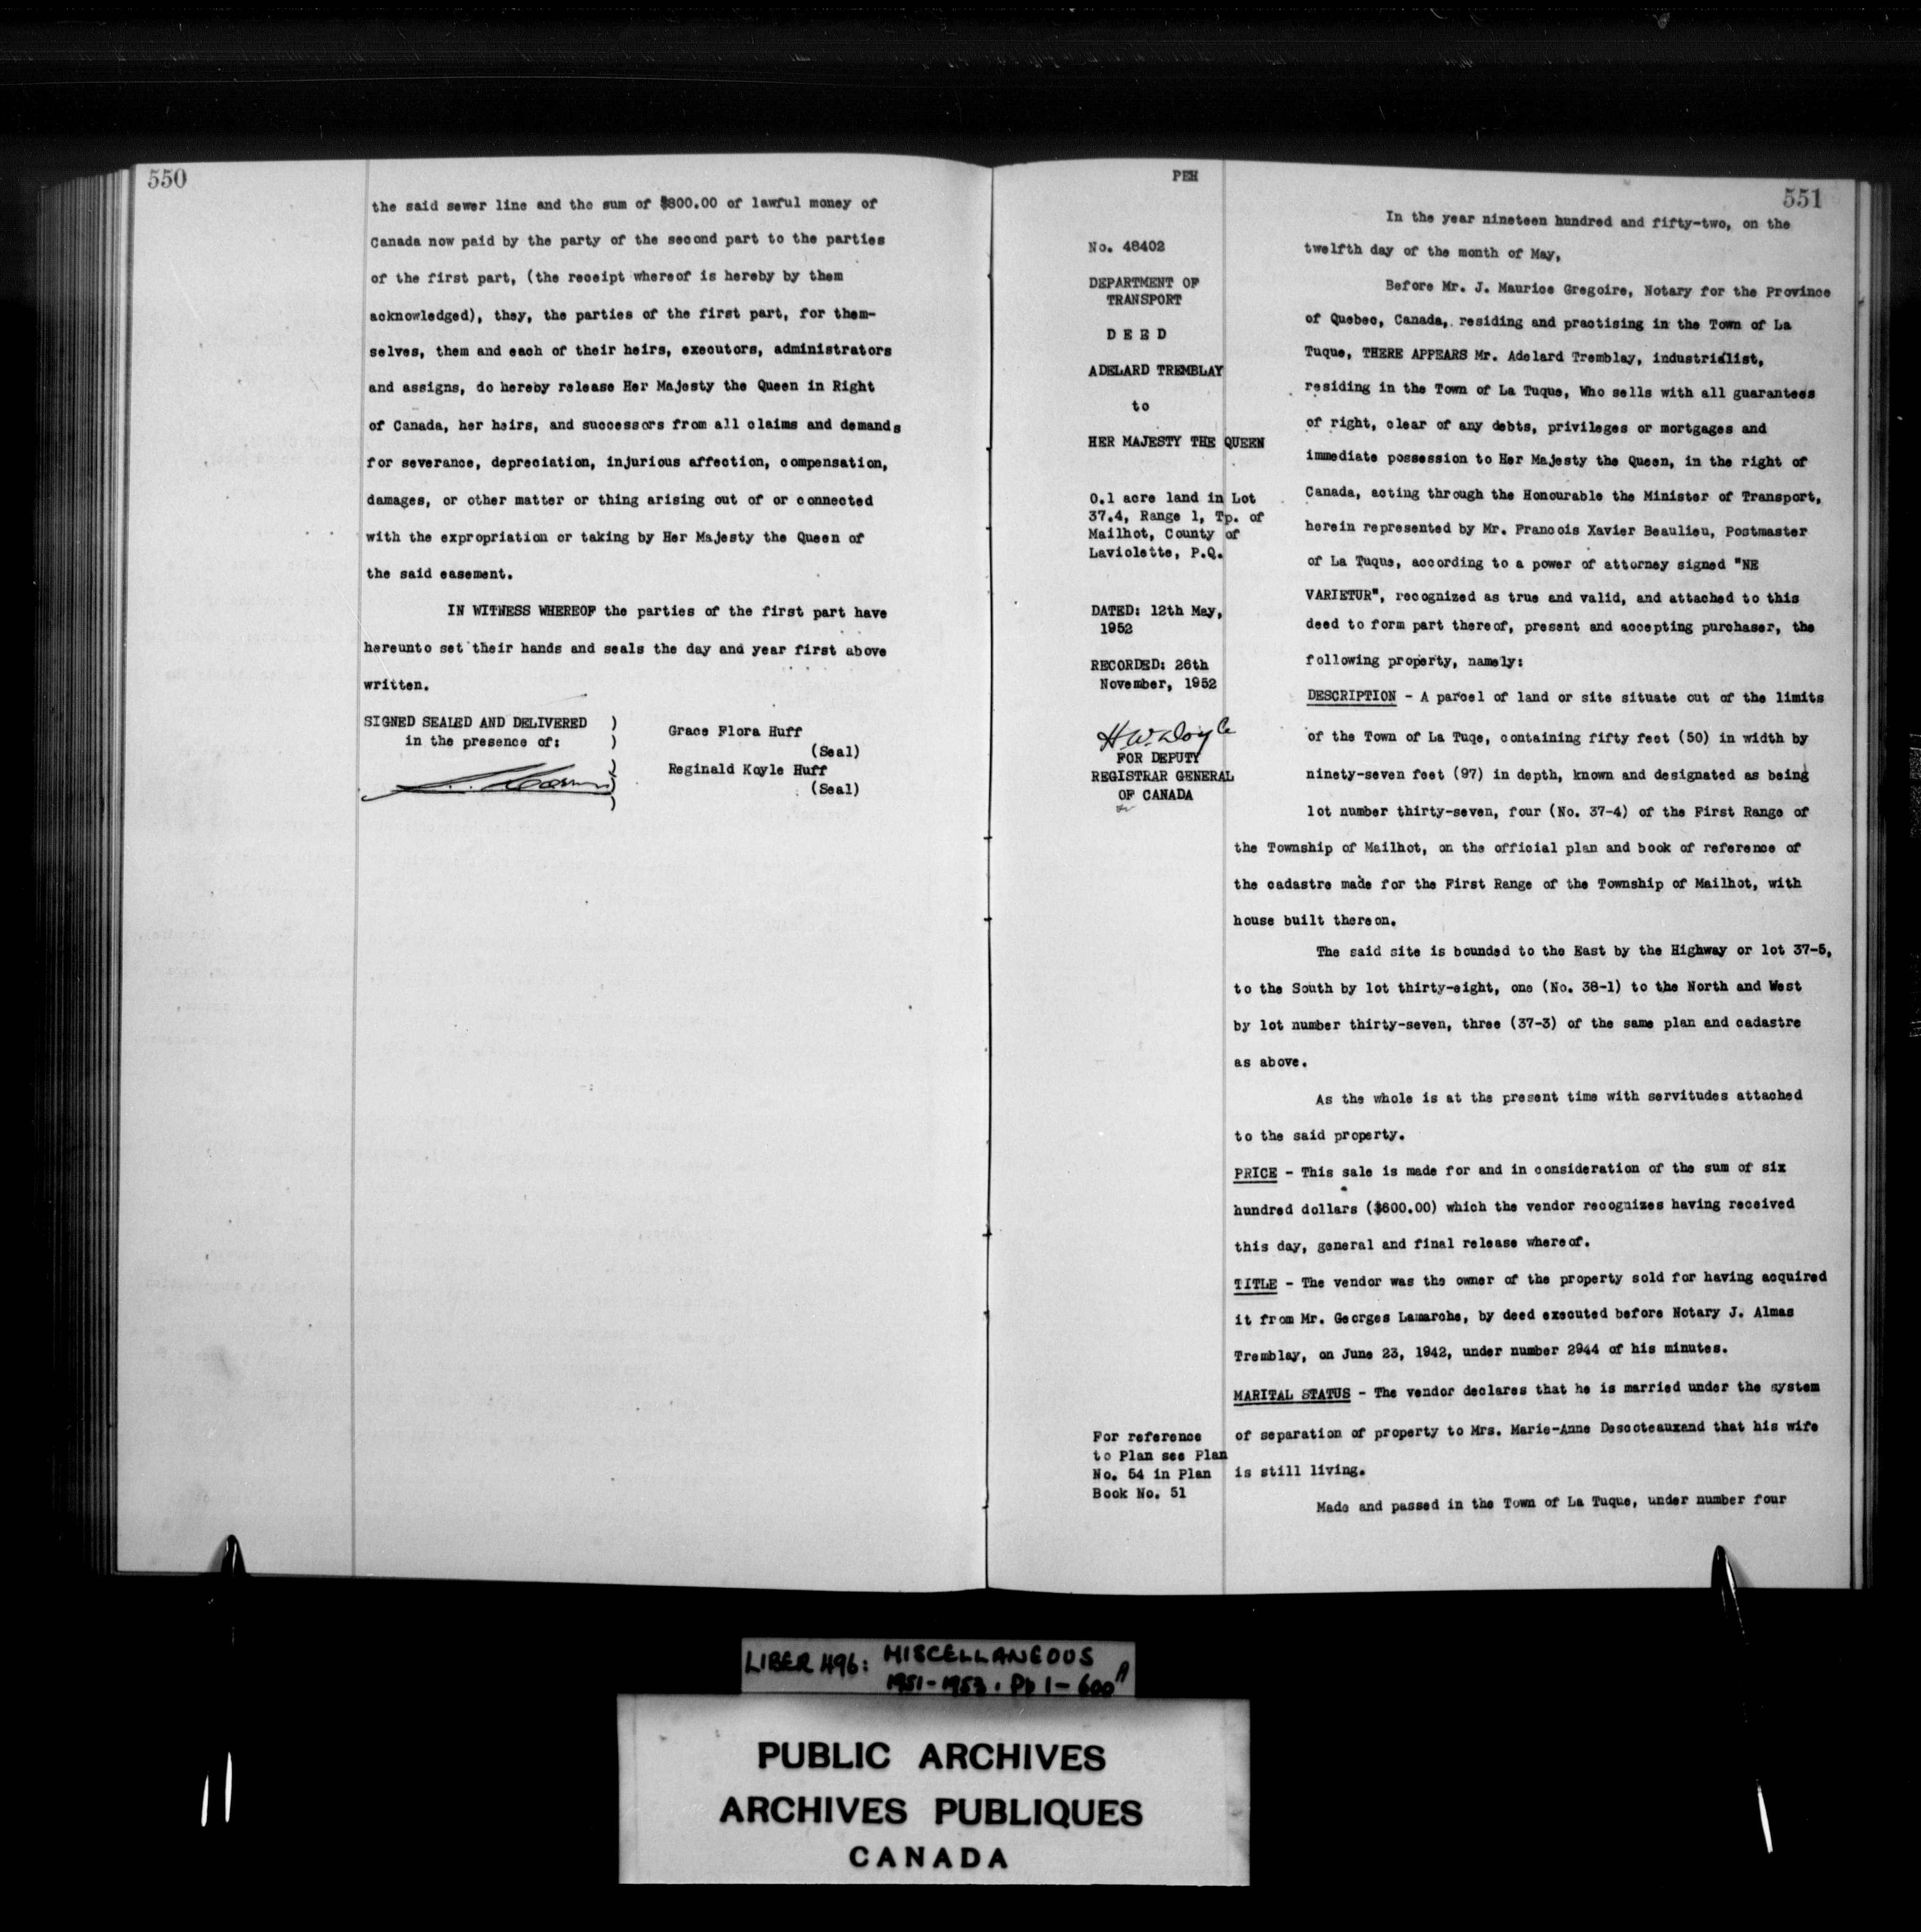 550
the said sewer line and the sum of $800.00 of lawful money of
Canada now paid by the party of the second part to the parties
of the first part, (the receipt whereof is hereby by them
acknowledged), they, the parties of the first part, for them-
selves, them and each of their heirs, executors, administrators
and assigns, do hereby release Her Majesty the Queen in Right
of Canada, her heirs, and successors from all claims and demands
for severance, depreciation, injurious affection, compensation,
damages, or other matter or thing arising out of or connected
with the expropriation or taking by Her Majesty the Queen of
the said easement.
IN WITNESS WHEREOF the parties of the first part have
hereunto set their hands and seals the day and year first above
written.
SIGNED SEALED AND DELIVERED )
in the presence of: )
)
)
)
Grace Flora Huff
(Seal)
Reginald Koyle Huff
(Seal)
PEH
551
No. 48402
DEPARTMENT OF
TRANSPORT
D E E D
ADELARD TREMBLAY
to
HER MAJESTY THE QUEEN
0.1 acre land in Lot
37.4, Range 1, Tp. of
Mailhot, County of
Laviolette, P.Q.
DATED: 12th May,
1952
RECORDED: 26th
November, 1952
H.W. Doyle
FOR DEPUTY
REGISTRAR GENERAL
OF CANADA
For reference
to Plan see Plan
No. 54 in Plan
Book No. 51
In the year nineteen hundred and fifty-two, on the
twelfth day of the month of May,
Before Mr. J. Maurice Gregoire, Notary for the Province
of Quebec, Canada, residing and practising in the Town of La
Tuque, THERE APPEARS Mr. Adelard Tremblay, industrialist,
residing in the Town of La Tuque, Who sells with all guarantees
of right, clear of any debts, privileges or mortgages and
immediate possession to Her Majesty the Queen, in the right of
Canada, acting through the Honourable the Minister of Transport,
herein represented by Mr. Francois Xavier Beaulieu, Postmaster
of La Tuque, according to a power of attorney signed "NE
VARIETUR", recognized as true and valid, and attached to this
deed to form part thereof, present and accepting purchaser, the
following property, namely:
DESCRIPTION - A parcel of land or site situate out of the limits
of the Town of La Tuqe, containing fifty feet (50) in width by
ninety-seven feet (97) in depth, known and designated as being
lot number thirty-seven, four (No. 37-4) of the First Range of
the Township of Mailhot, on the official plan and book of reference of
the cadastre made for the First Range of the Township of Mailhot, with
house built thereon.
The said site is bounded to the East by the Highway or lot 37-5,
to the South by lot thirty-eight, one (No. 38-1) to the North and West
by lot number thirty-seven, three (37-3) of the same plan and cadastre
as above.
As the whole is at the present time with servitudes attached
to the said property.
PRICE - This sale is made for and in consideration of the sum of six
hundred dollars ($600.00) which the vendor recognizes having received
this day, general and final release whereof.
TITLE - The vendor was the owner of the property sold for having acquired
it from Mr. Georges Lamarche, by deed executed before Notary J. Almas
Tremblay, on June 23, 1942, under number 2944 of his minutes.
MARITAL STATUS - The vendor declares that he is married under the system
of separation of property to Mrs. Marie-Anne Descoteauxand that his wife
is still living.
Made and passed in the Town of La Tuque, under number four
LIBER 496: MISCELLANEOUS
1951-1953. Pp 1-600A
PUBLIC ARCHIVES
ARCHIVES PUBLIQUES
CANADA